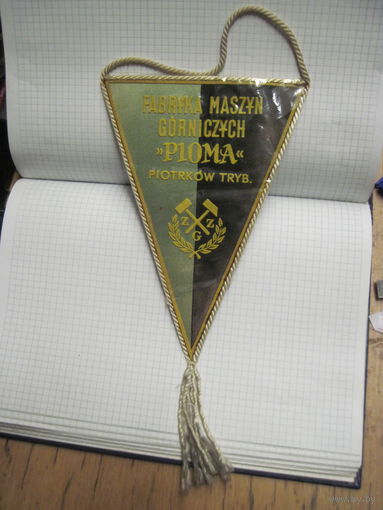 FABRYKA MASZYN
GÓRNICZYCH
»PIOMA«
PIOTRKÓW TRYB.
Z Z
G